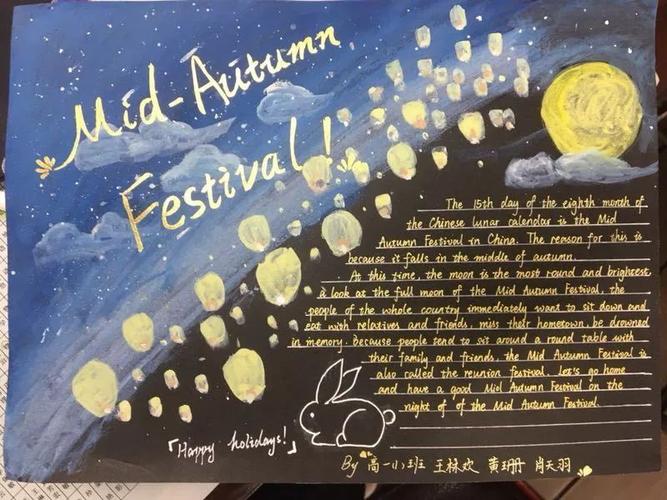 Mid-Autumn
Festival!
The 15th day of the eighth month of
the Chinese lunar calendar is the Mid
Autumn Festival in China. The reason for this is
because it falls in the middle of autumn.
At this time, the moon is the most round and brightest.
a look at the full moon of the Mid Autumn Festival, the
people of the whole country immediately want to sit down and
eat with relatives and friends, miss their hometown, be drowned
in memory. because people tend to sit around a round table with
their family and friends, the Mid Autumn Festival is
also called the reunion festival. Let's go home
and have a good Mid Autumn Festival on the
night of of the Mid Autumn Festival.
「Happy holidays!」
By 高一(1)班 王林欢 黄珊 肖天羽